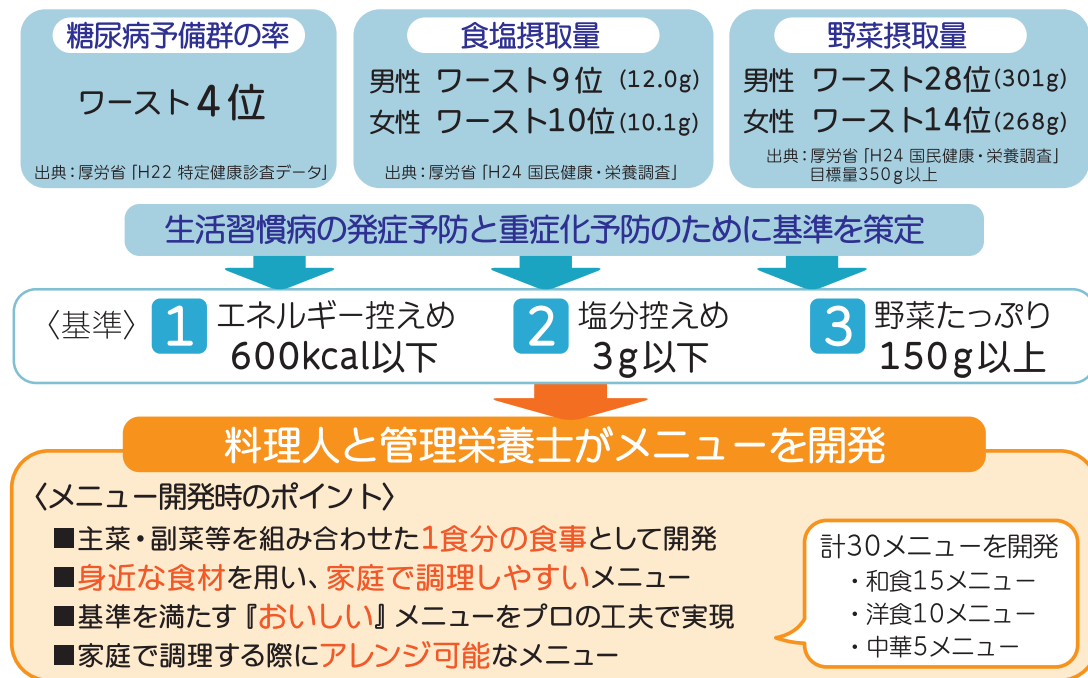 糖尿病予備群の率
ワースト4位
出典：厚労省「H22 特定健康診査データ」
食塩摂取量
男性 ワースト9位 (12.0g)
女性 ワースト10位 (10.1g)
出典：厚労省「H24 国民健康・栄養調査」
野菜摂取量
男性 ワースト28位 (301g)
女性 ワースト14位 (268g)
出典：厚労省「H24 国民健康・栄養調査」
目標量350g以上
生活習慣病の発症予防と重症化予防のために基準を策定
〈基準〉
1 エネルギー控えめ
600kcal以下
2 塩分控えめ
3g以下
3 野菜たっぷり
150g以上
料理人と管理栄養士がメニューを開発
〈メニュー開発時のポイント〉
■主菜・副菜等を組み合わせた1食分の食事として開発
■身近な食材を用い、家庭で調理しやすいメニュー
■基準を満たす『おいしい』メニューをプロの工夫で実現
■家庭で調理する際にアレンジ可能なメニュー
計30メニューを開発
・和食15メニュー
・洋食10メニュー
・中華5メニュー